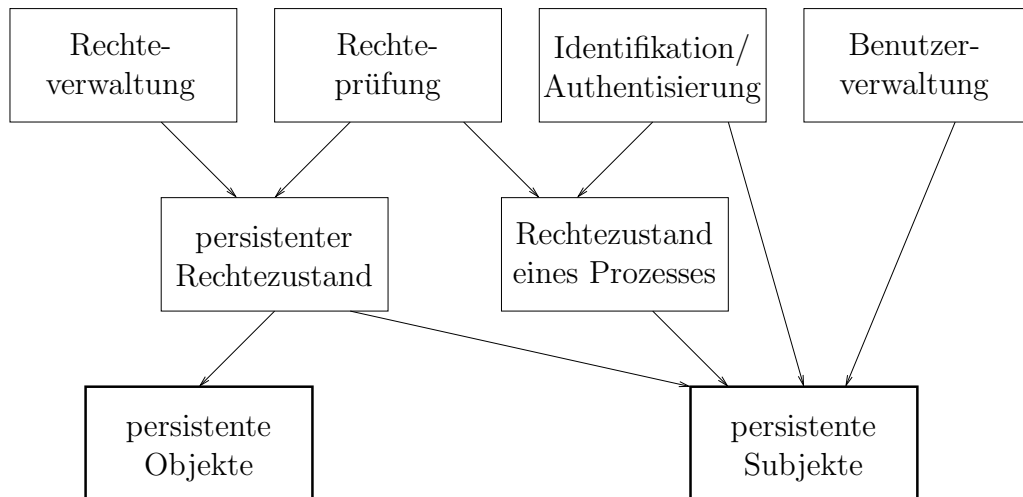 Rechte-
verwaltung
Rechte-
prüfung
Identifikation/
Authentisierung
Benutzer-
verwaltung
persistenter
Rechtezustand
Rechtezustand
eines Prozesses
persistente
Objekte
persistente
Subjekte